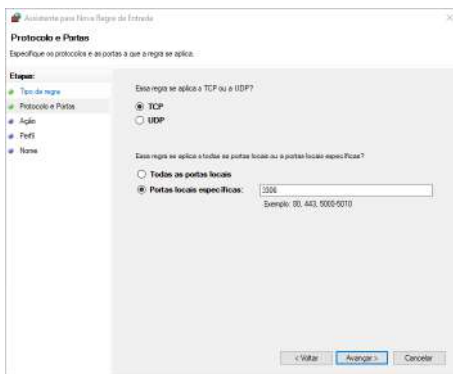 Assistente para Nova Regra de Entrada
Protocolo e Portas
Especifique os protocolos e as portas a que a regra se aplica.
Etapas:
Tipo de regra
Protocolo e Portas
Ação
Perfil
Nome
Essa regra se aplica a TCP ou a UDP?
TCP
UDP
Essa regra se aplica a todas as portas locais ou a portas locais específicas?
Todas as portas locais
Portas locais específicas:
3306
Exemplo: 80, 443, 5000-5010
< Voltar
Avançar >
Cancelar